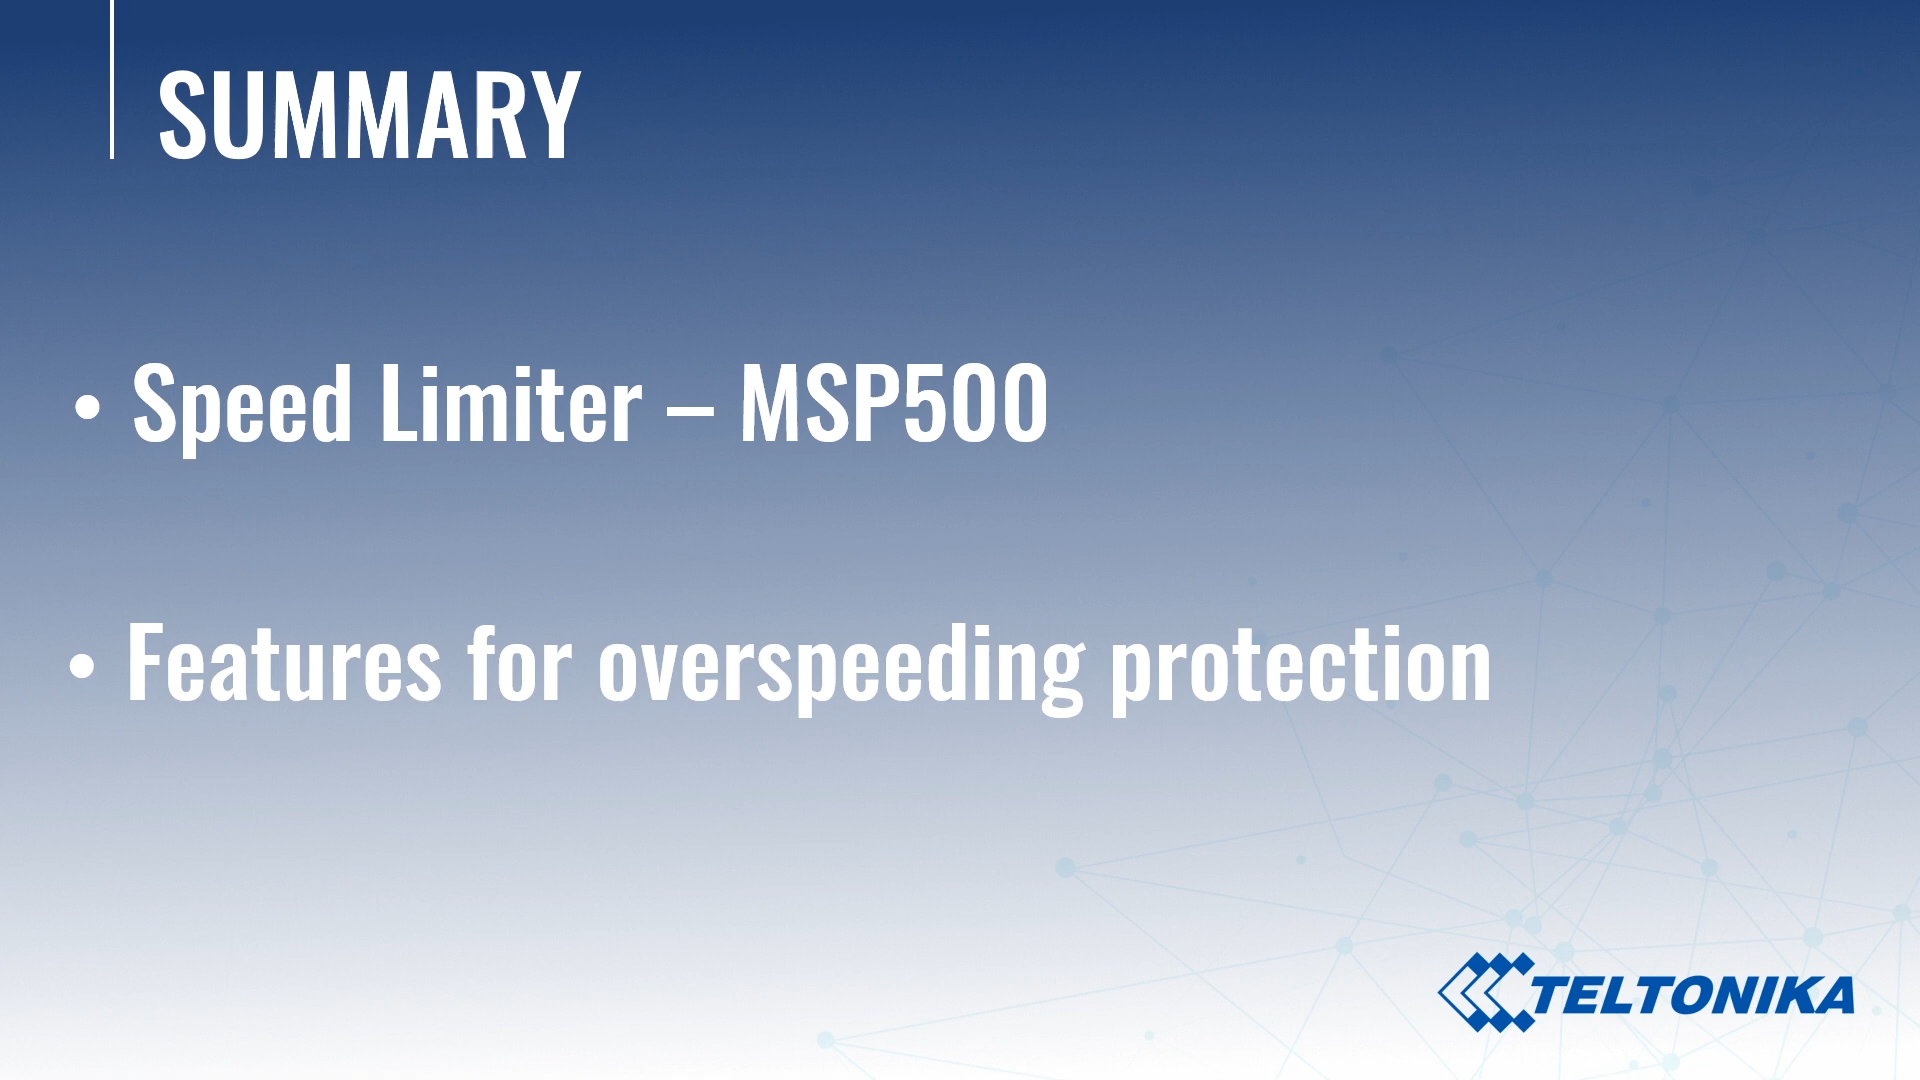 SUMMARY
• Speed Limiter – MSP500
• Features for overspeeding protection
TELTONIKA